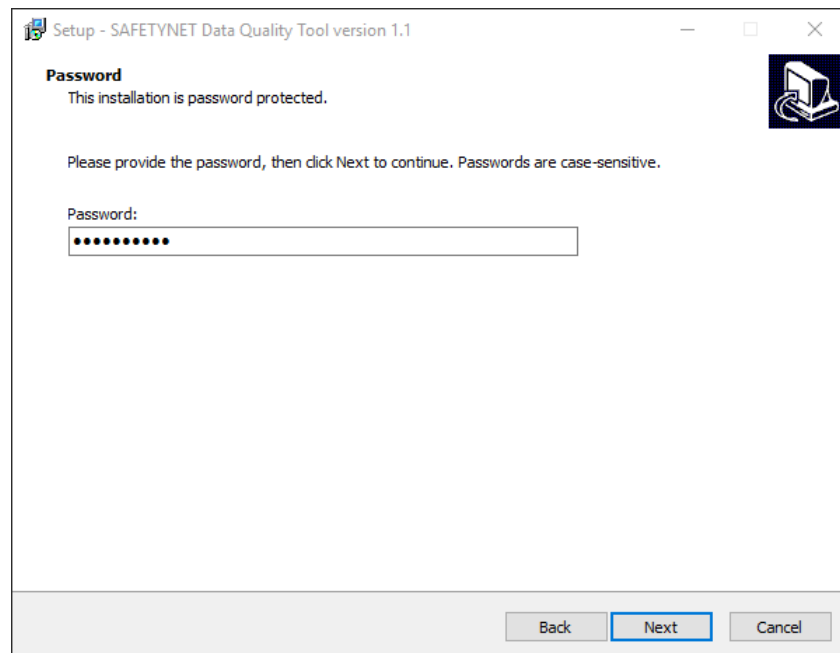 Setup - SAFETYNET Data Quality Tool version 1.1
Password
This installation is password protected.
Please provide the password, then click Next to continue. Passwords are case-sensitive.
Password:
●●●●●●●●●●
Back Next Cancel